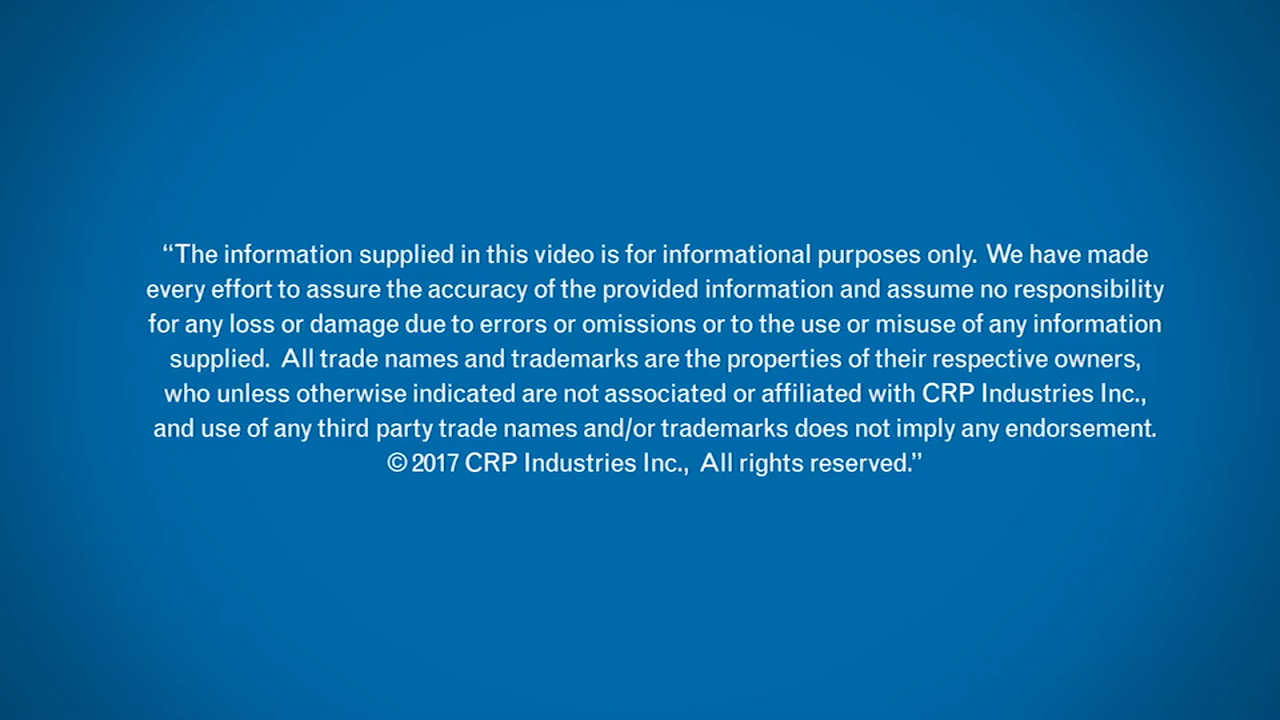 “The information supplied in this video is for informational purposes only.  We have made
every effort to assure the accuracy of the provided information and assume no responsibility
for any loss or damage due to errors or omissions or to the use or misuse of any information
supplied.  All trade names and trademarks are the properties of their respective owners,
who unless otherwise indicated are not associated or affiliated with CRP Industries Inc.,
and use of any third party trade names and/or trademarks does not imply any endorsement.
© 2017 CRP Industries Inc.,  All rights reserved.”